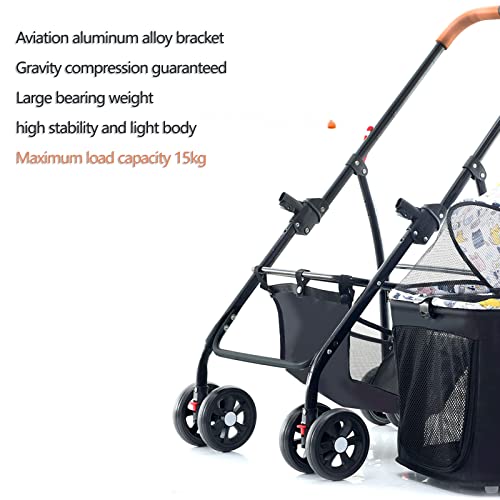 Aviation aluminum alloy bracket
Gravity compression guaranteed
Large bearing weight
high stability and light body
Maximum load capacity 15kg